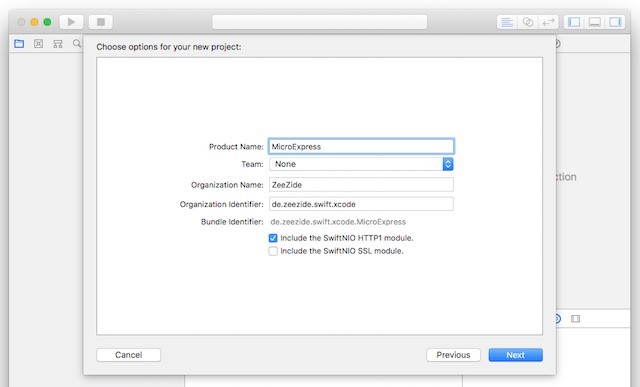 Choose options for your new project:
Product Name: MicroExpress
Team: None
Organization Name: ZeeZide
Organization Identifier: de.zeezide.swift.xcode
Bundle Identifier: de.zeezide.swift.xcode.MicroExpress
Include the SwiftNIO HTTP1 module.
Include the SwiftNIO SSL module.
ction
Cancel
Previous
Next